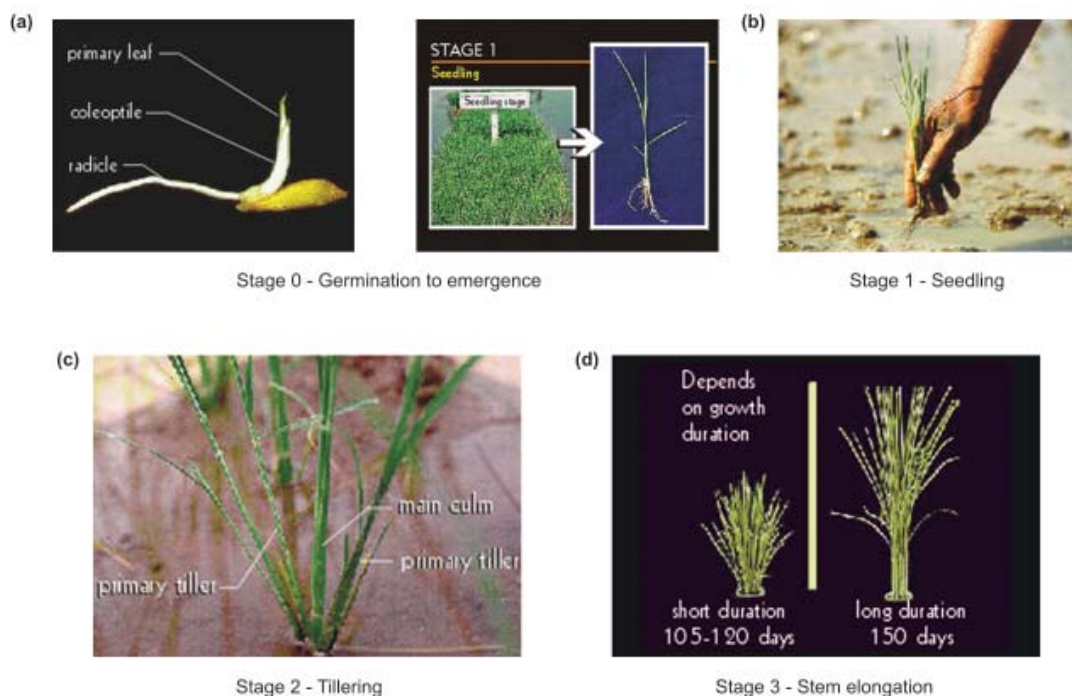 (a)
primary leaf
coleoptile
radicle
STAGE 1
Seedling
Seedling stage
(b)
Stage 0 - Germination to emergence
Stage 1 - Seedling
(c)
main culm
primary tiller
primary tiller
(d)
Depends
on growth
duration
short duration
105-120 days
long duration
150 days
Stage 2 - Tillering
Stage 3 - Stem elongation